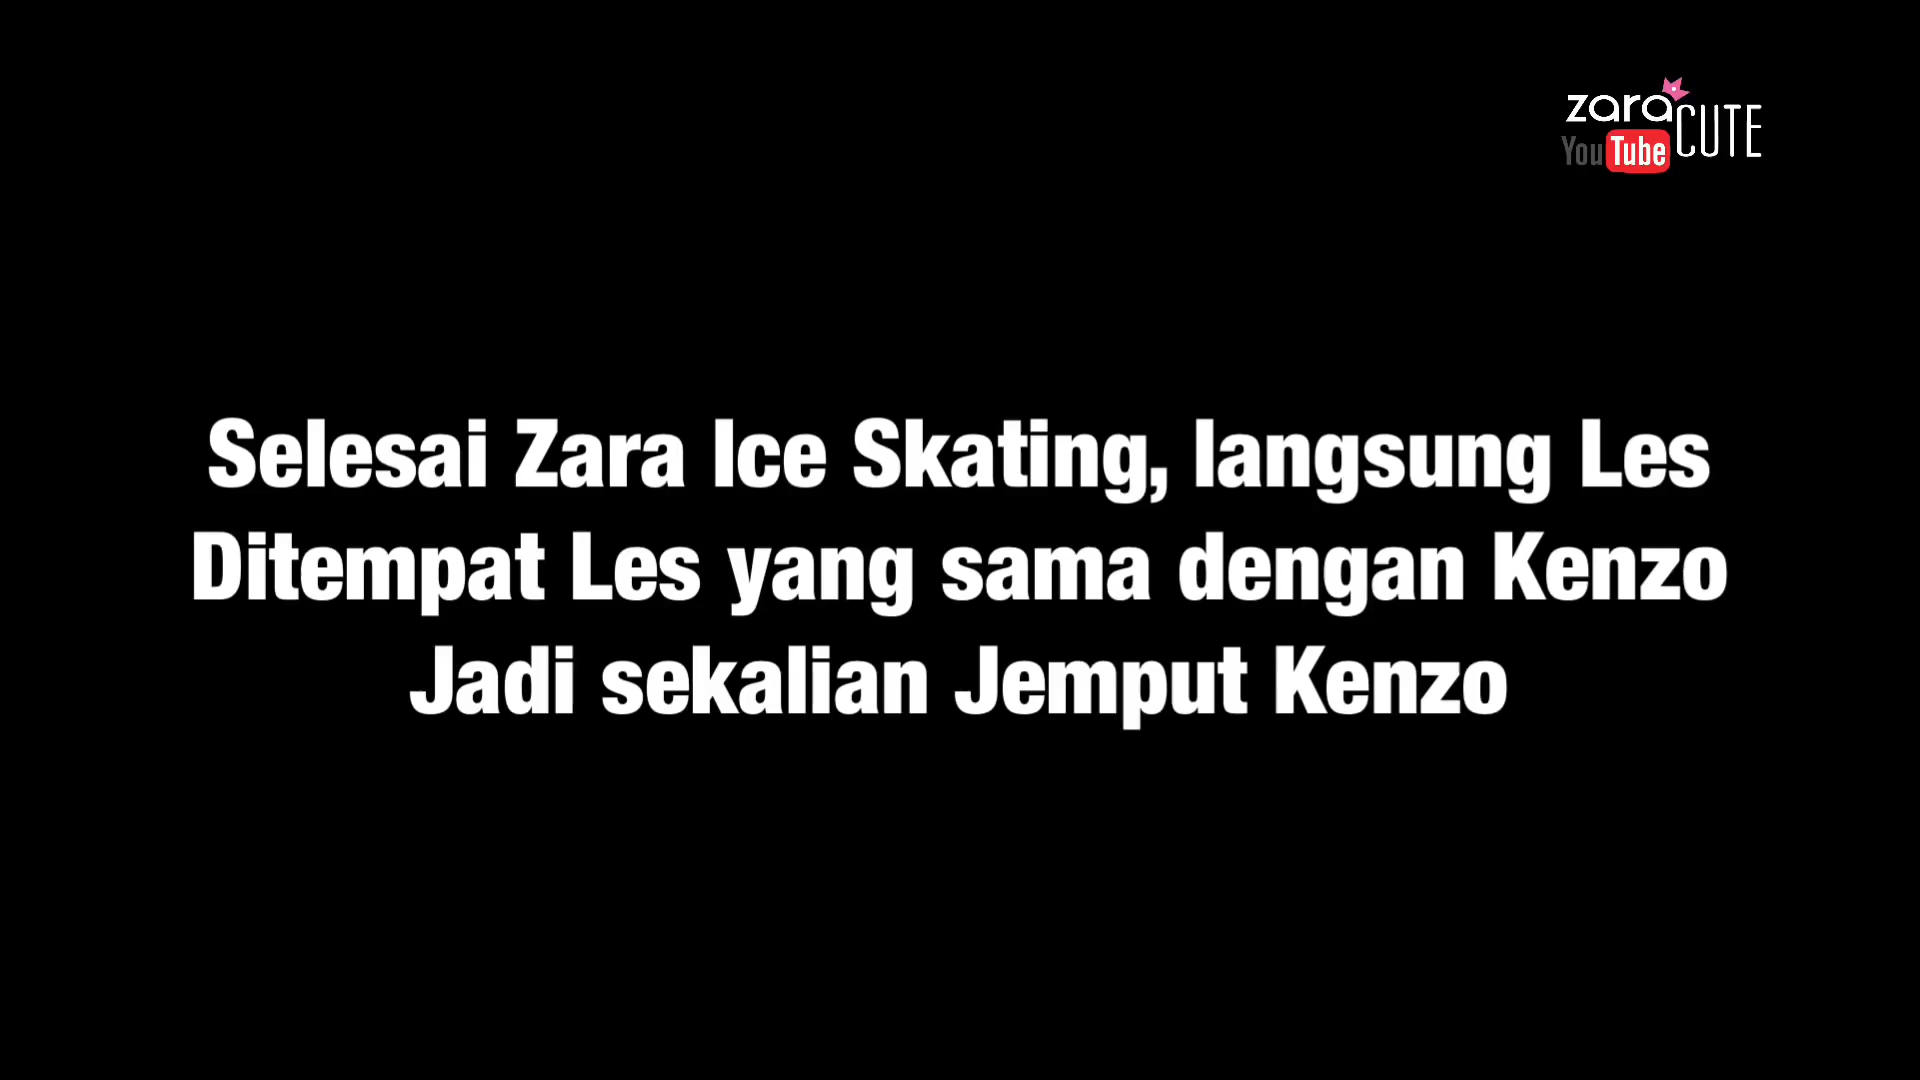 zara
YouTube CUTE
Selesai Zara Ice Skating, langsung Les
Ditempat Les yang sama dengan Kenzo
Jadi sekalian Jemput Kenzo